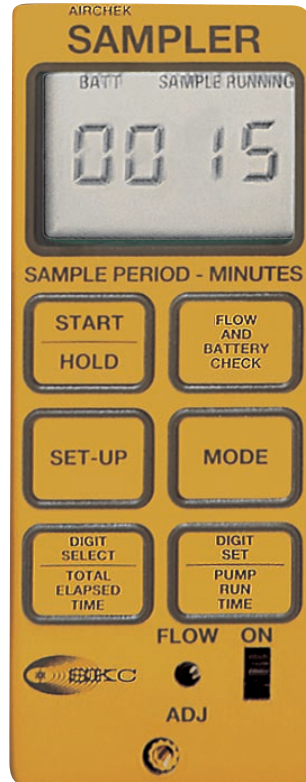 AIRCHEK
SAMPLER
BATT SAMPLE RUNNING
0015
SAMPLE PERIOD - MINUTES
START
HOLD
FLOW
AND
BATTERY
CHECK
SET-UP
MODE
DIGIT
SELECT
TOTAL
ELAPSED
TIME
DIGIT
SET
PUMP
RUN
TIME
FLOW ON
ADJ